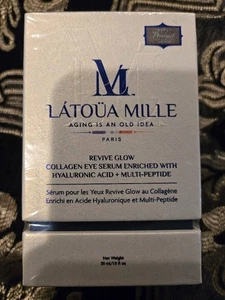 M
LÁTOÜA MILLE
AGING IS AN OLD IDEA
PARIS
REVIVE GLOW
COLLAGEN EYE SERUM ENRICHED WITH
HYALURONIC ACID + MULTI-PEPTIDE
Sérum pour les Yeux Revive Glow au Collagène
Enrichi en Acide Hyaluronique et Multi-Peptide
Net Weight